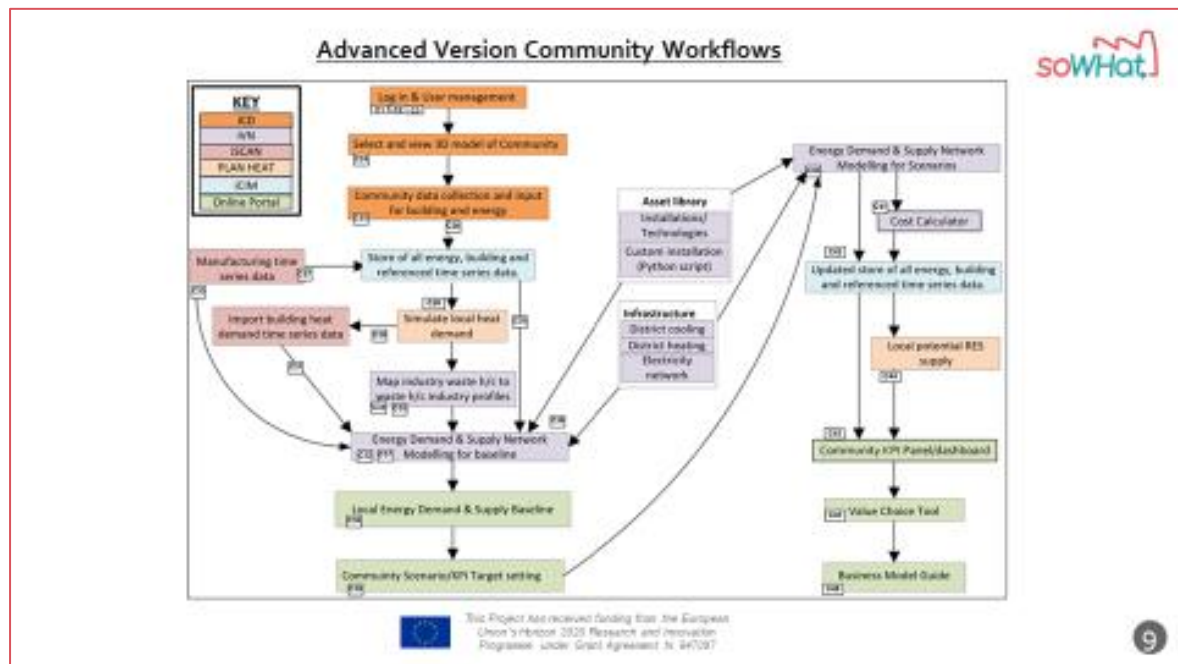 Advanced Version Community Workflows
soWHat
KEY
iCD
iVN
iSCAN
PLAN HEAT
iCIM
Online Portal
Log in & User management
Select and view 3D model of Community
Community data collection and input
for building and energy
Manufacturing time
series data
Store of all energy, building and
referenced time series data.
Import building heat
demand time series data
Simulate local heat
demand
Map industry waste h/c to
waste h/c industry profiles
Energy Demand & Supply Network
Modelling for baseline
Local Energy Demand & Supply Baseline
Community Scenario/KPI Target setting
Asset library
Installations/
Technologies
Custom installation
(Python script)
Infrastructure
District cooling
District heating
Electricity
network
Energy Demand & Supply Network
Modelling for Scenarios
Cost Calculator
Updated store of all energy, building
and referenced time series data.
Local potential RES
supply
Community KPI Panel/dashboard
Value Choice Tool
Business Model Guide
This Project has received funding from the European
Union's Horizon 2020 Research and Innovation
Programme under Grant Agreement N 847097
9